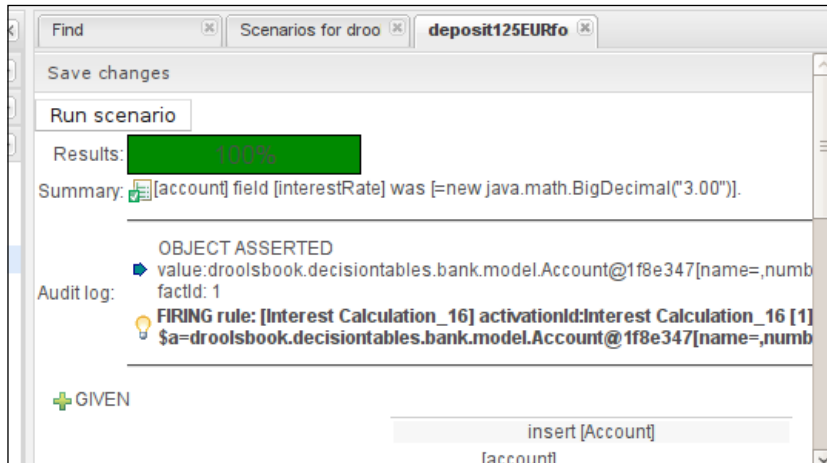 Find
Scenarios for droo
deposit125EURfo
Save changes
Run scenario
Results: 100%
Summary: [account] field [interestRate] was [=new java.math.BigDecimal("3.00")].
OBJECT ASSERTED
value:droolsbook.decisiontables.bank.model.Account@1f8e347[name=,numb
Audit log: factId: 1
FIRING rule: [Interest Calculation_16] activationId:Interest Calculation_16 [1]
$a=droolsbook.decisiontables.bank.model.Account@1f8e347[name=,numb
GIVEN
insert [Account]
[account]